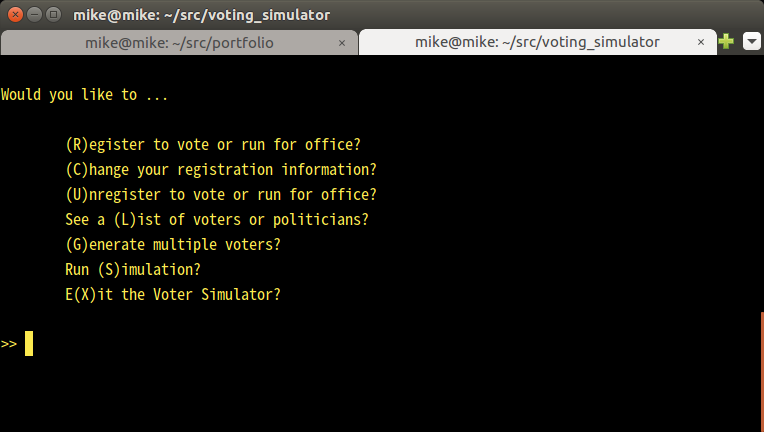 mike@mike: ~/src/voting_simulator
mike@mike: ~/src/portfolio × mike@mike: ~/src/voting_simulator ×
Would you like to ...
(R)egister to vote or run for office?
(C)hange your registration information?
(U)nregister to vote or run for office?
See a (L)ist of voters or politicians?
(G)enerate multiple voters?
Run (S)imulation?
E(X)it the Voter Simulator?
>>